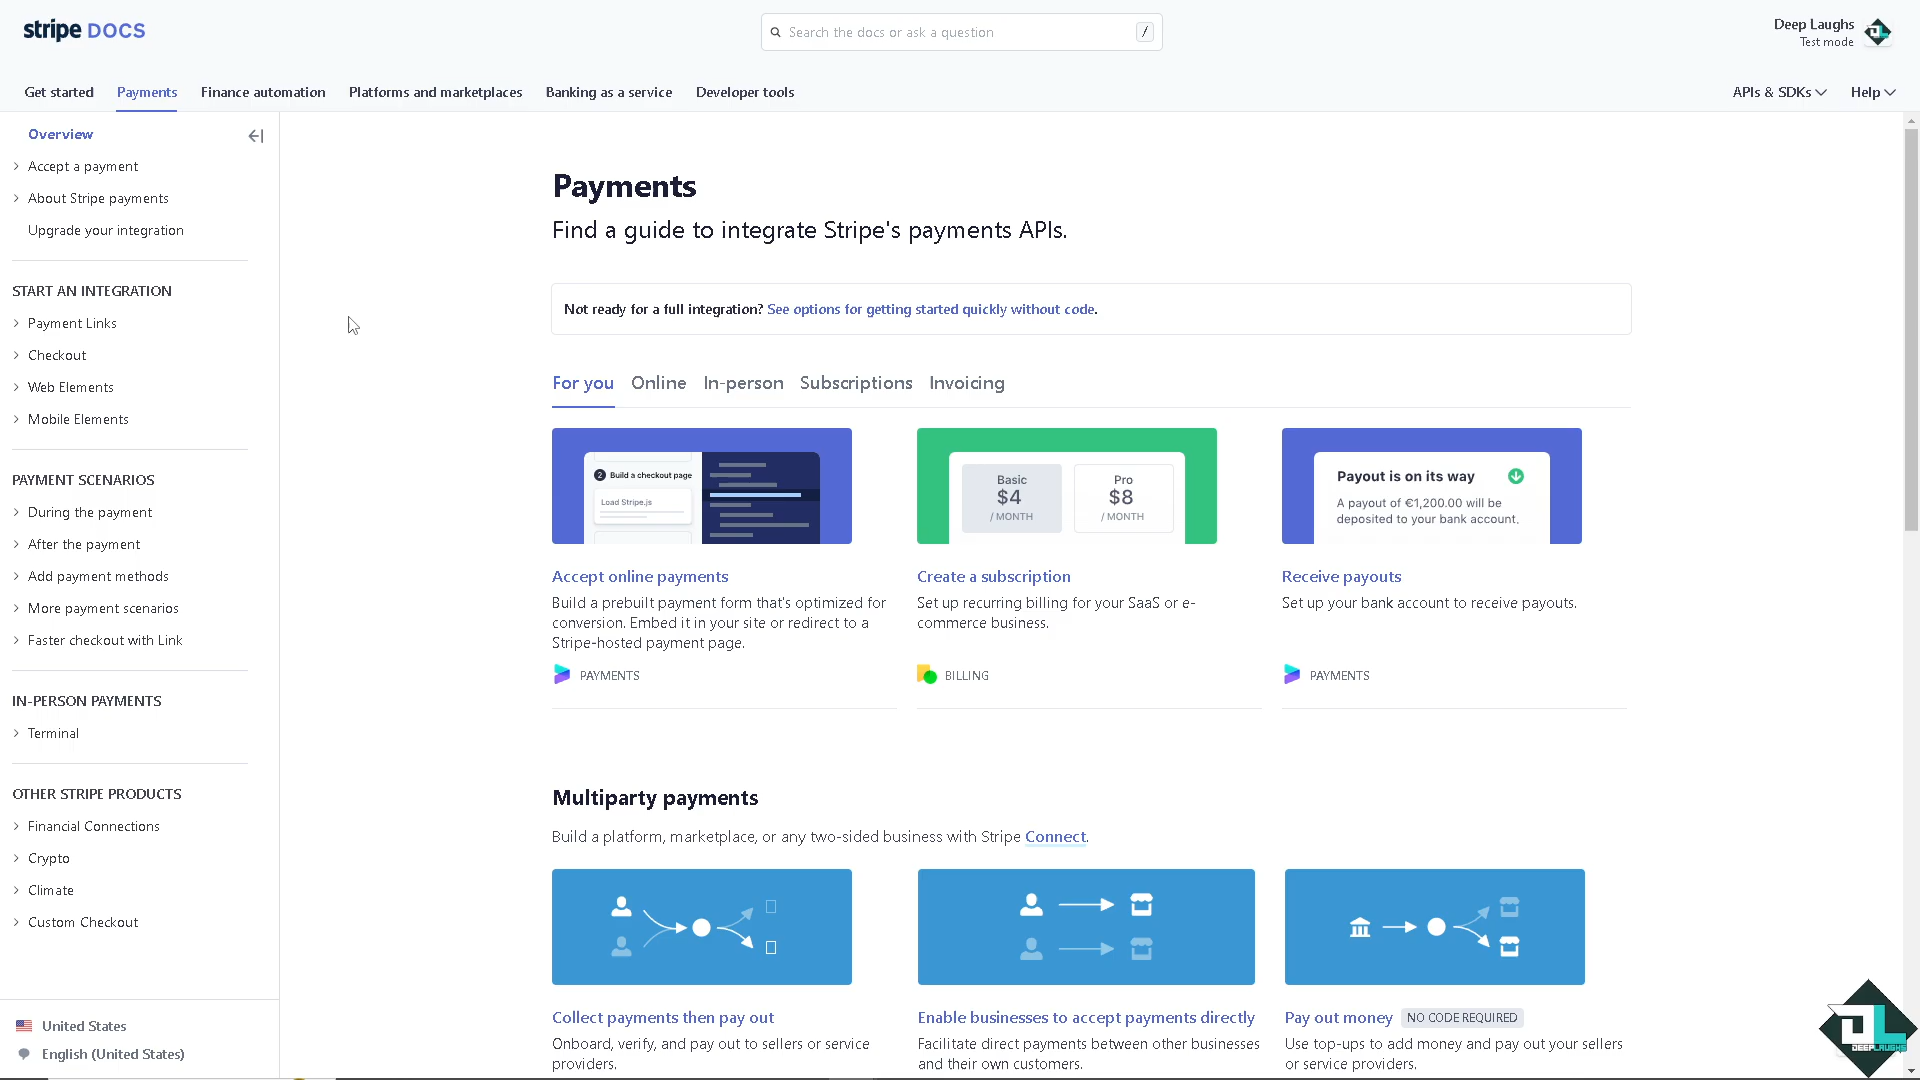 stripe DOCS
Search the docs or ask a question
/
Deep Laughs
Test mode
Get started
Payments
Finance automation
Platforms and marketplaces
Banking as a service
Developer tools
APIs & SDKs
Help
Overview
Accept a payment
About Stripe payments
Upgrade your integration
START AN INTEGRATION
Payment Links
Checkout
Web Elements
Mobile Elements
PAYMENT SCENARIOS
During the payment
After the payment
Add payment methods
More payment scenarios
Faster checkout with Link
IN-PERSON PAYMENTS
Terminal
OTHER STRIPE PRODUCTS
Financial Connections
Crypto
Climate
Custom Checkout
United States
English (United States)
Payments
Find a guide to integrate Stripe's payments APIs.
Not ready for a full integration? See options for getting started quickly without code.
For you
Online
In-person
Subscriptions
Invoicing
2 Build a checkout page
Load Stripe.js
Accept online payments
Build a prebuilt payment form that's optimized for
conversion. Embed it in your site or redirect to a
Stripe-hosted payment page.
PAYMENTS
Basic
$4
/ MONTH
Pro
$8
/ MONTH
Create a subscription
Set up recurring billing for your SaaS or e-
commerce business.
BILLING
Payout is on its way
A payout of €1,200.00 will be
deposited to your bank account.
Receive payouts
Set up your bank account to receive payouts.
PAYMENTS
Multiparty payments
Build a platform, marketplace, or any two-sided business with Stripe Connect.
Collect payments then pay out
Onboard, verify, and pay out to sellers or service
providers.
Enable businesses to accept payments directly
Facilitate direct payments between other businesses
and their own customers.
Pay out money NO CODE REQUIRED
Use top-ups to add money and pay out your sellers
or service providers.
DL
DEEPLAUGHS